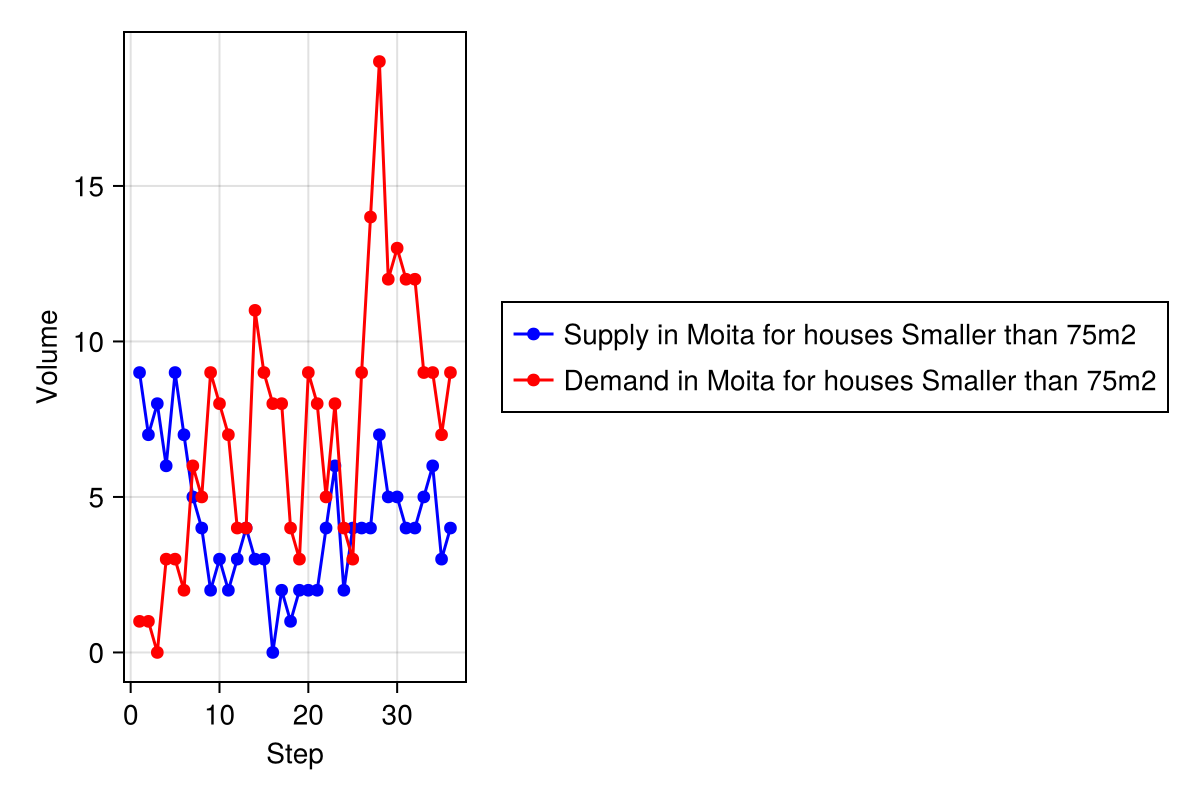 Volume
15
10
5
0
0 10 20 30
Step
Supply in Moita for houses Smaller than 75m2
Demand in Moita for houses Smaller than 75m2